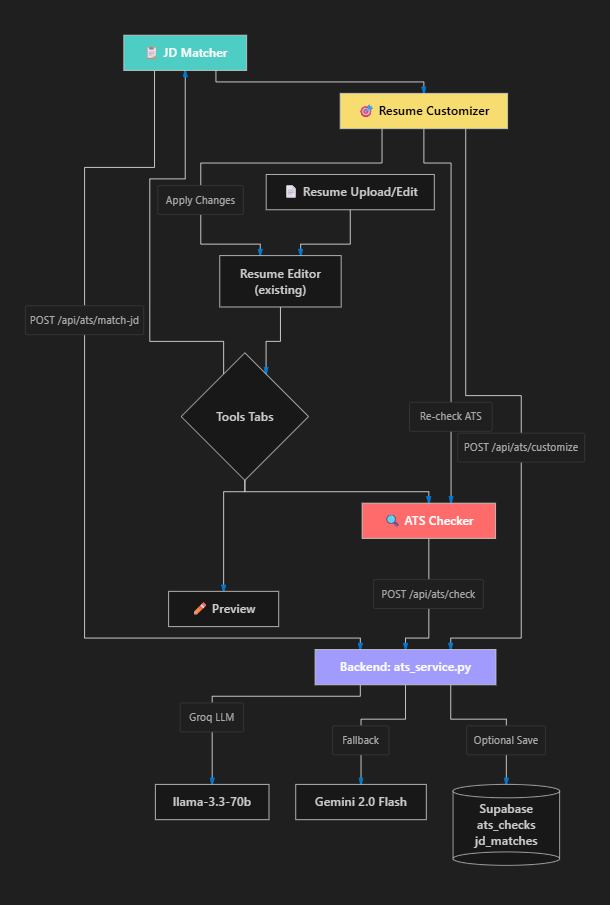 JD Matcher
Resume Customizer
Resume Upload/Edit
Apply Changes
Resume Editor
(existing)
POST /api/ats/match-jd
Tools Tabs
Re-check ATS
POST /api/ats/customize
ATS Checker
POST /api/ats/check
Preview
Backend: ats_service.py
Groq LLM
Fallback
Optional Save
llama-3.3-70b
Gemini 2.0 Flash
Supabase
ats_checks
jd_matches